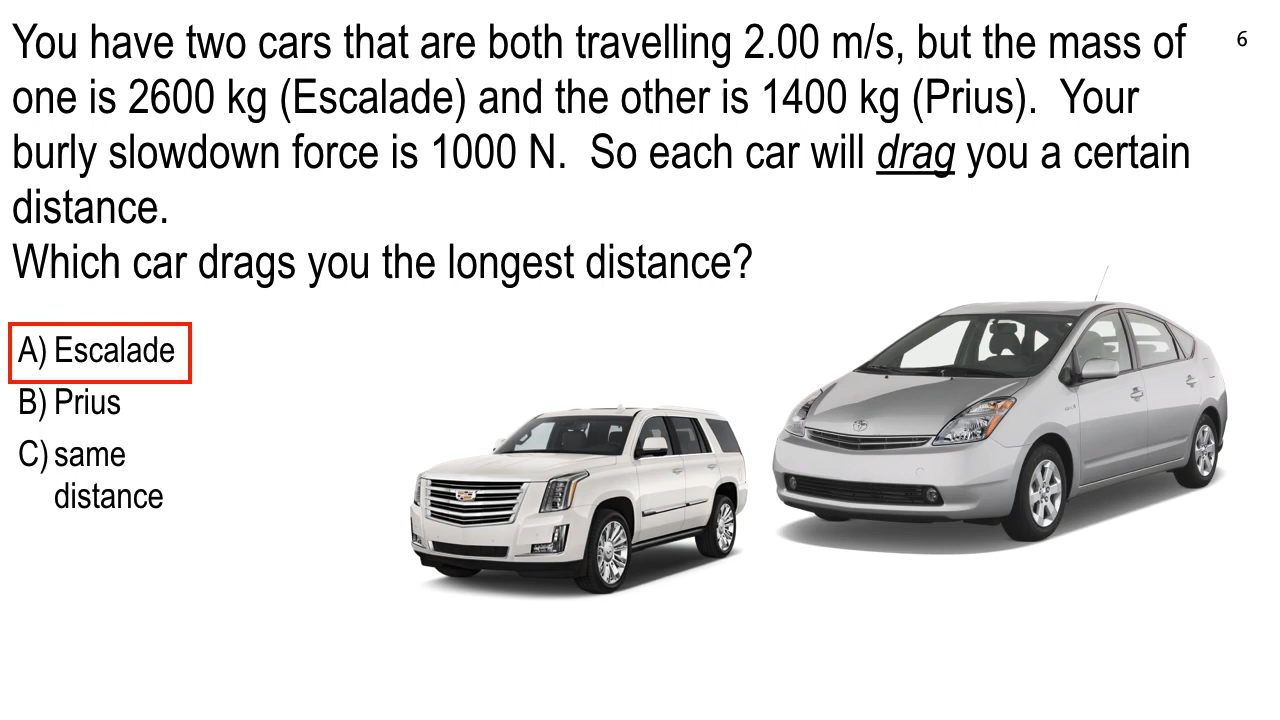 You have two cars that are both travelling 2.00 m/s, but the mass of
6
one is 2600 kg (Escalade) and the other is 1400 kg (Prius).  Your
burly slowdown force is 1000 N.  So each car will drag you a certain
distance.
Which car drags you the longest distance?
A) Escalade
B) Prius
C) same
distance